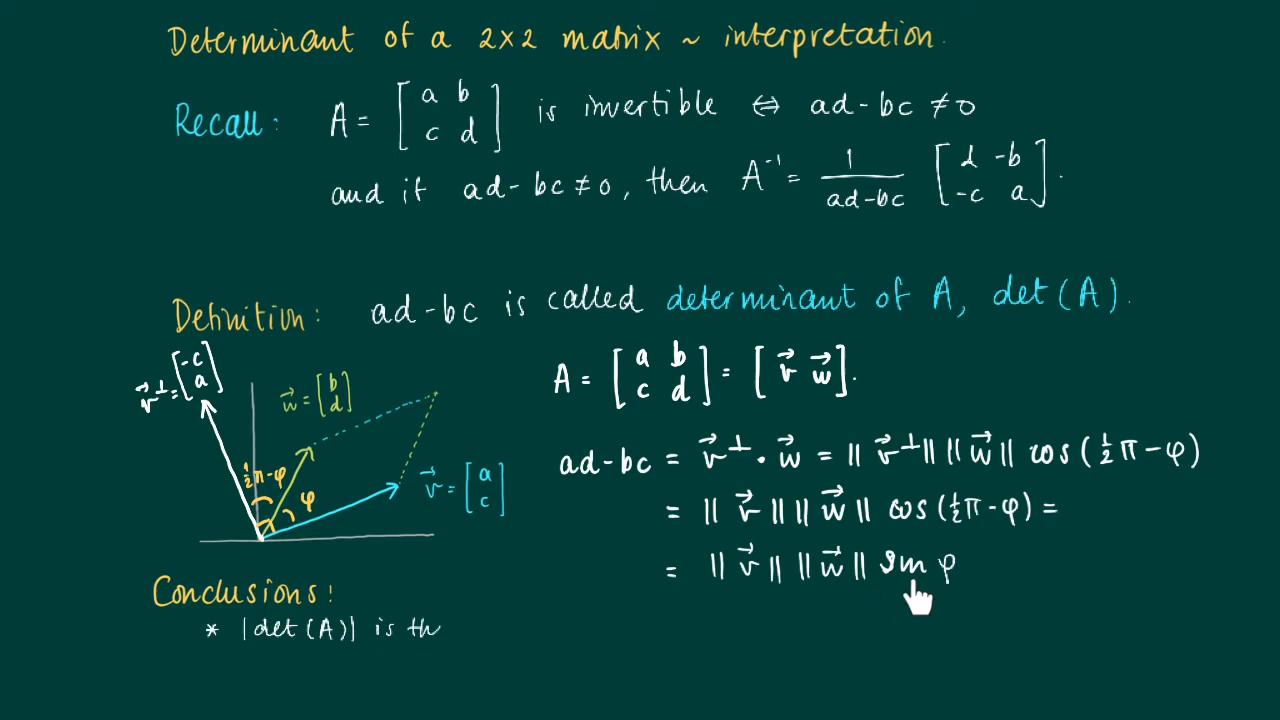 Determinant of a 2×2 matrix ~ interpretation.
Recall: A = [a b; c d] is invertible ⇔ ad-bc ≠ 0
and if ad-bc ≠ 0, then A⁻¹ = 1/(ad-bc) [d -b; -c a].
Definition: ad-bc is called determinant of A, det(A).
v⃗^⊥ = [-c; a]
w⃗ = [b; d]
½π-φ
φ
v⃗ = [a; c]
A = [a b; c d] = [v⃗ w⃗].
ad-bc = v⃗^⊥ · w⃗ = ||v⃗^⊥|| ||w⃗|| cos(½π-φ)
= ||v⃗|| ||w⃗|| cos(½π-φ) =
= ||v⃗|| ||w⃗|| sin φ
Conclusions:
* |det(A)| is th